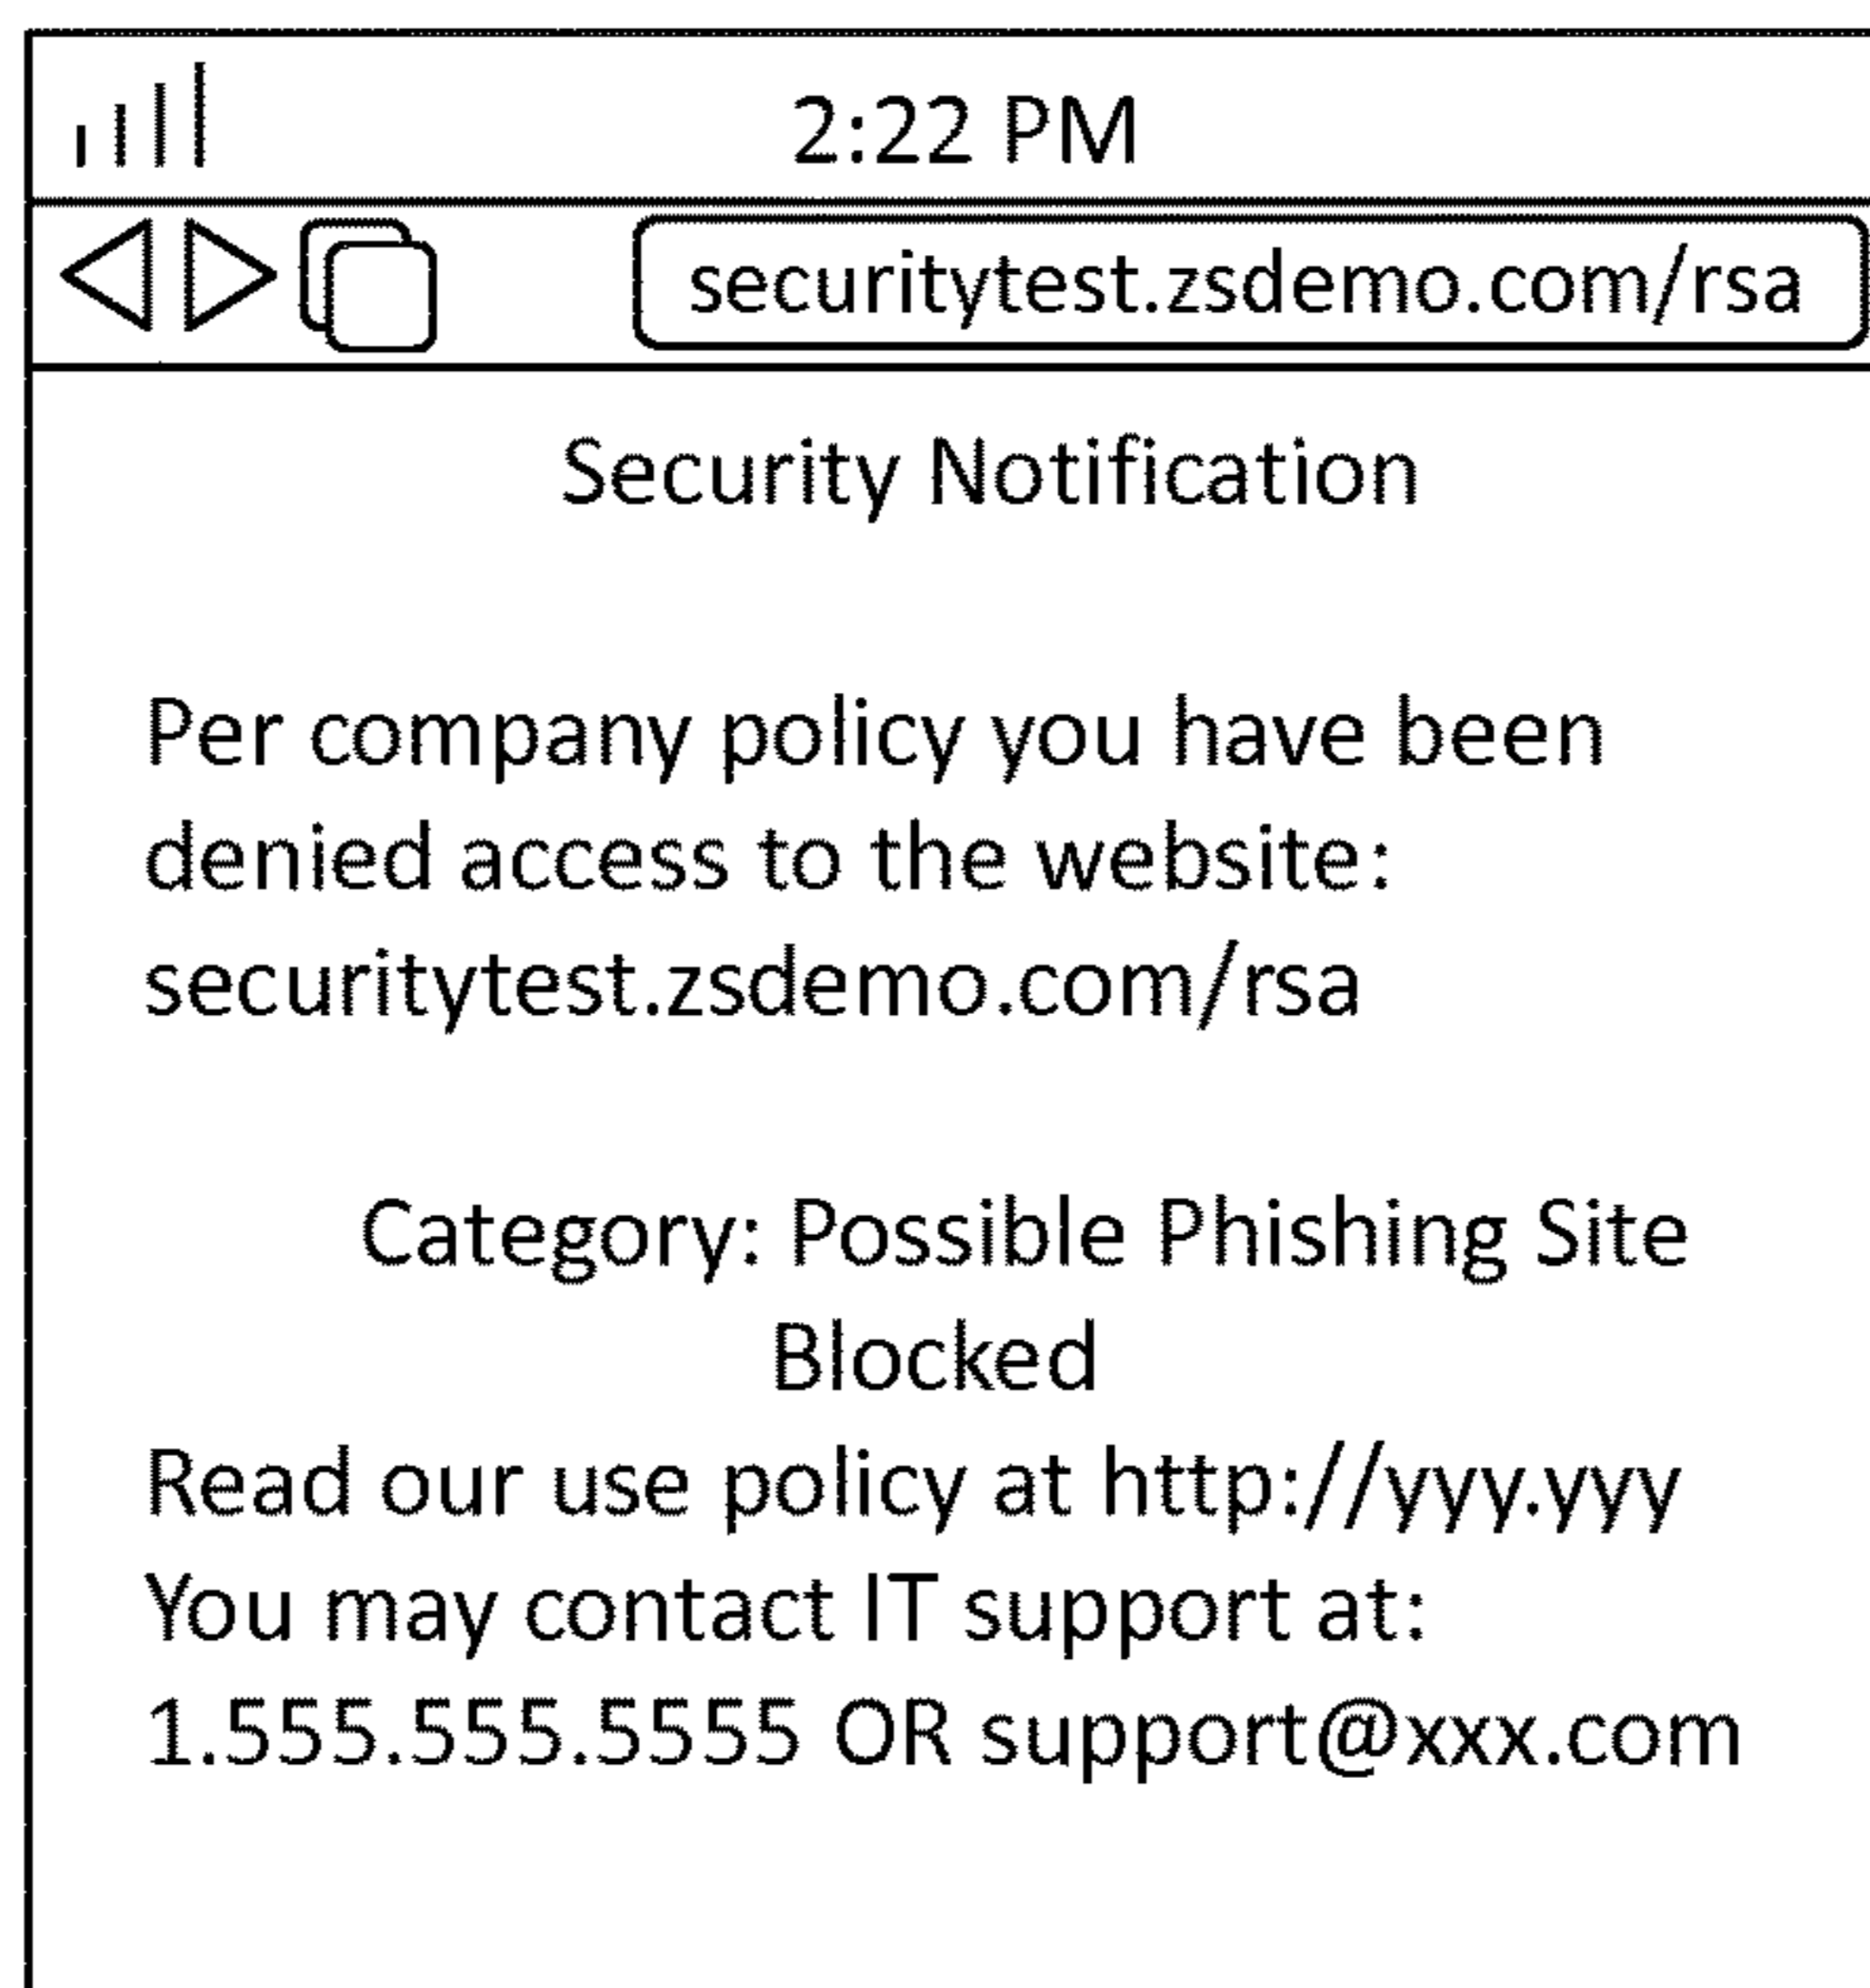 2:22 PM
securitytest.zsdemo.com/rsa
Security Notification
Per company policy you have been
denied access to the website:
securitytest.zsdemo.com/rsa
Category: Possible Phishing Site
Blocked
Read our use policy at http://yyy.yyy
You may contact IT support at:
1.555.555.5555 OR support@xxx.com